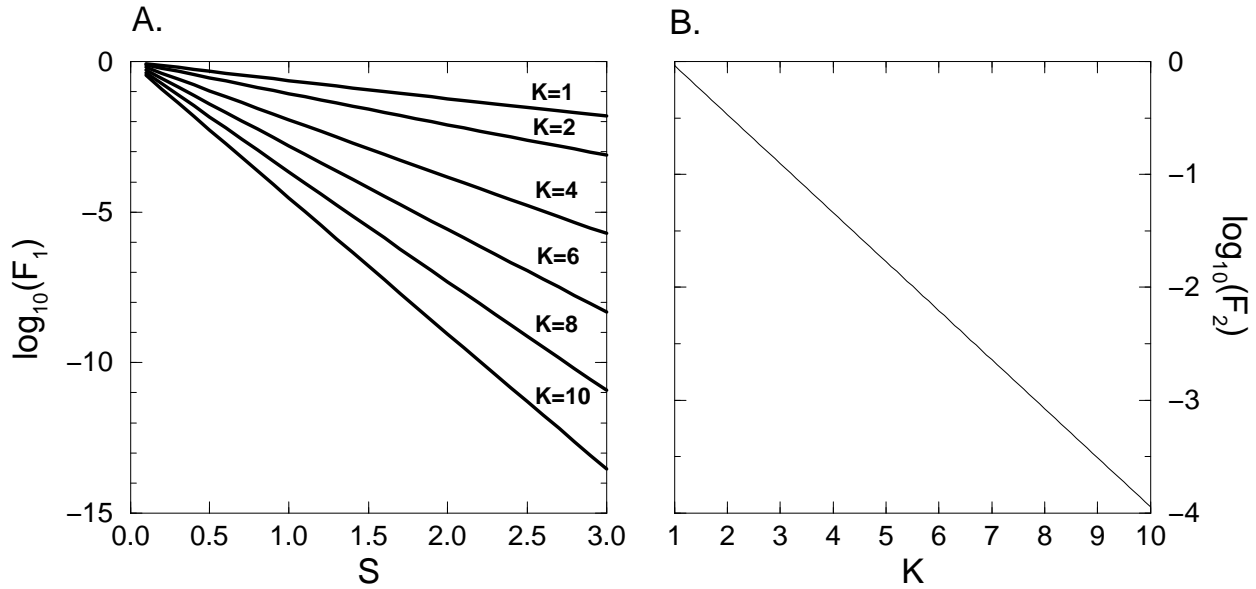 A.
0
−5
−10
−15
log10(F1)
K=1
K=2
K=4
K=6
K=8
K=10
0.0 0.5 1.0 1.5 2.0 2.5 3.0
S
B.
0
−1
−2
−3
−4
log10(F2)
1 2 3 4 5 6 7 8 9 10
K